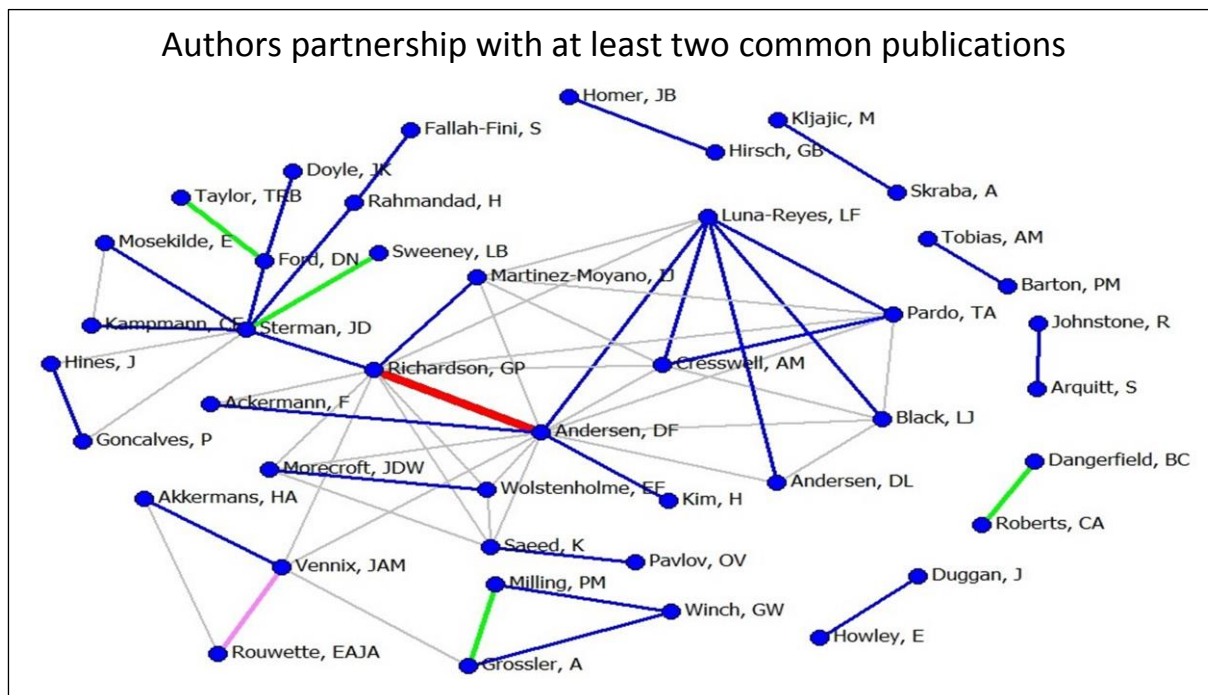 Authors partnership with at least two common publications
Homer, JB
Kljajic, M
Fallah-Fini, S
Hirsch, GB
Doyle, JK
Skraba, A
Taylor, TRB
Rahmandad, H
Luna-Reyes, LF
Mosekilde, E
Sweeney, LB
Tobias, AM
Ford, DN
Martinez-Moyano, IJ
Barton, PM
Pardo, TA
Kampmann, CE
Sterman, JD
Johnstone, R
Hines, J
Richardson, GP
Cresswell, AM
Arquitt, S
Ackermann, F
Black, LJ
Goncalves, P
Andersen, DF
Dangerfield, BC
Morecroft, JDW
Andersen, DL
Akkermans, HA
Wolstenholme, EF
Kim, H
Roberts, CA
Saeed, K
Pavlov, OV
Vennix, JAM
Duggan, J
Milling, PM
Winch, GW
Howley, E
Rouwette, EAJA
Grossler, A